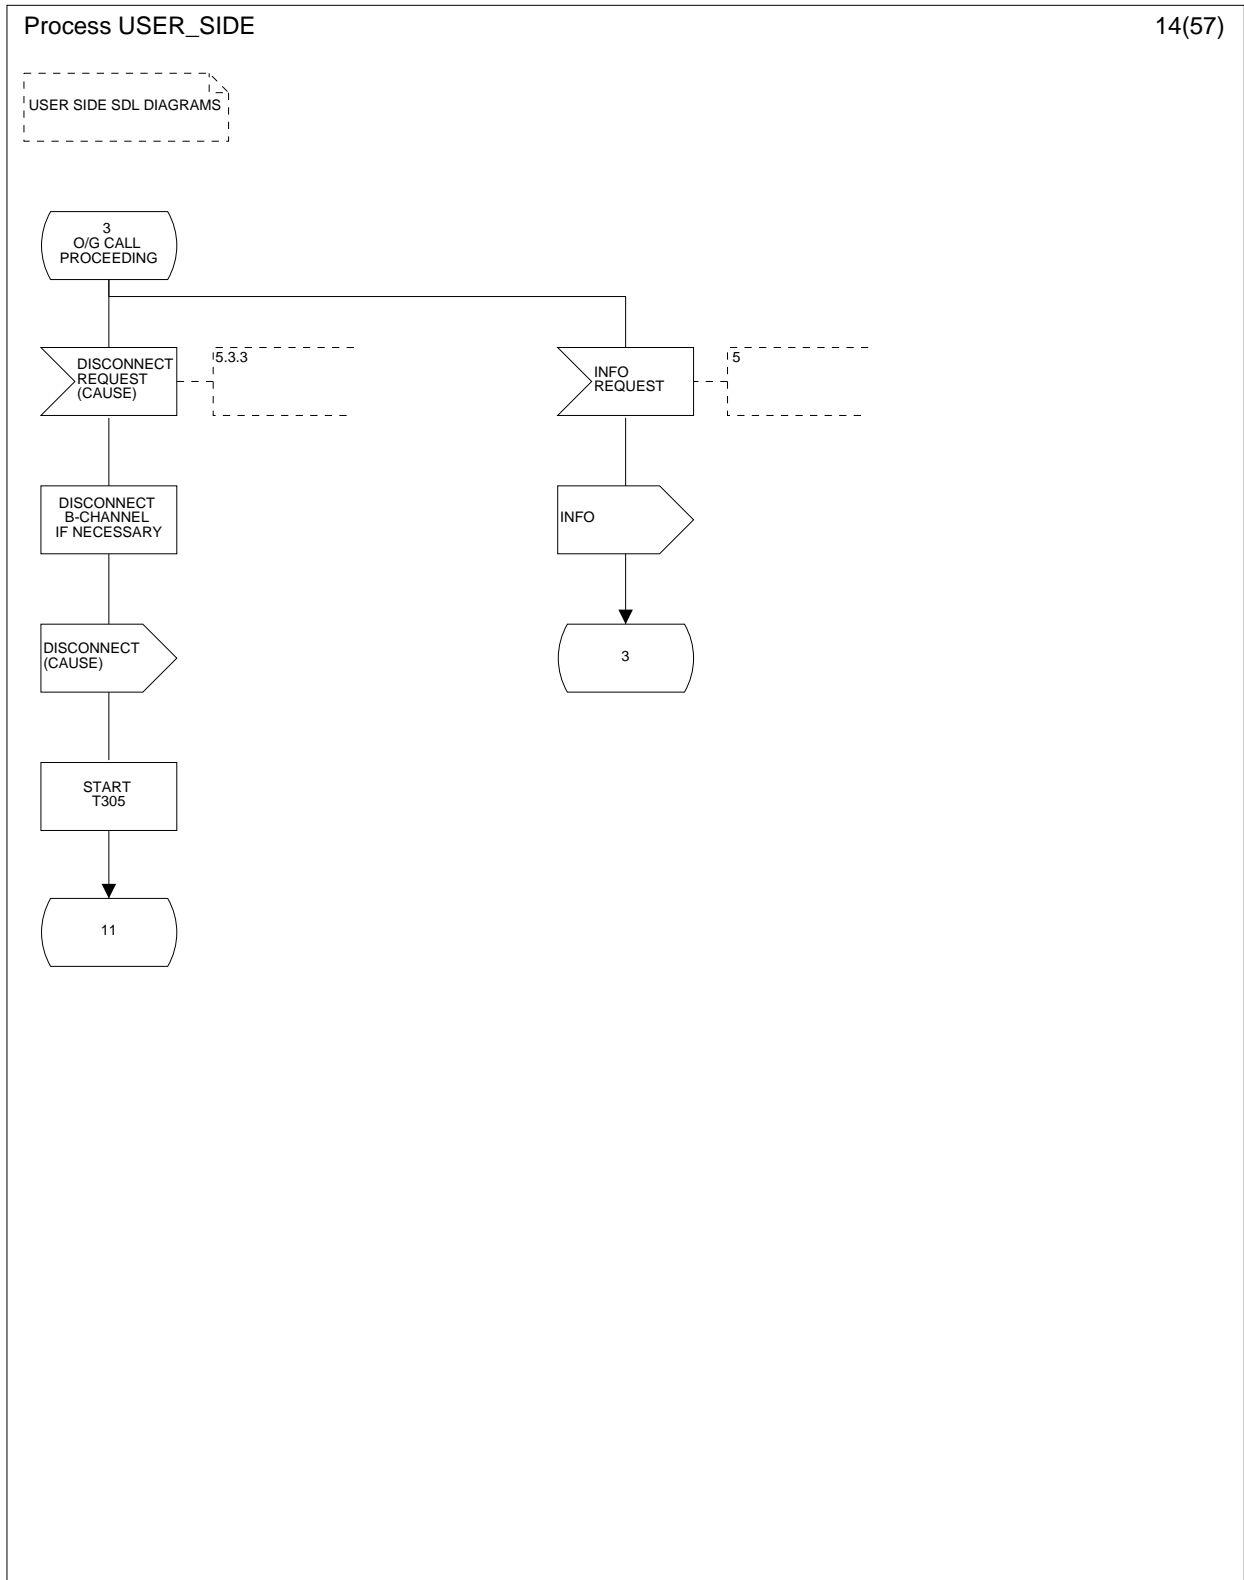 Process USER_SIDE
14(57)
USER SIDE SDL DIAGRAMS
3
O/G CALL
PROCEEDING
DISCONNECT
REQUEST
(CAUSE)
5.3.3
INFO
REQUEST
5
DISCONNECT
B-CHANNEL
IF NECESSARY
INFO
DISCONNECT
(CAUSE)
3
START
T305
11